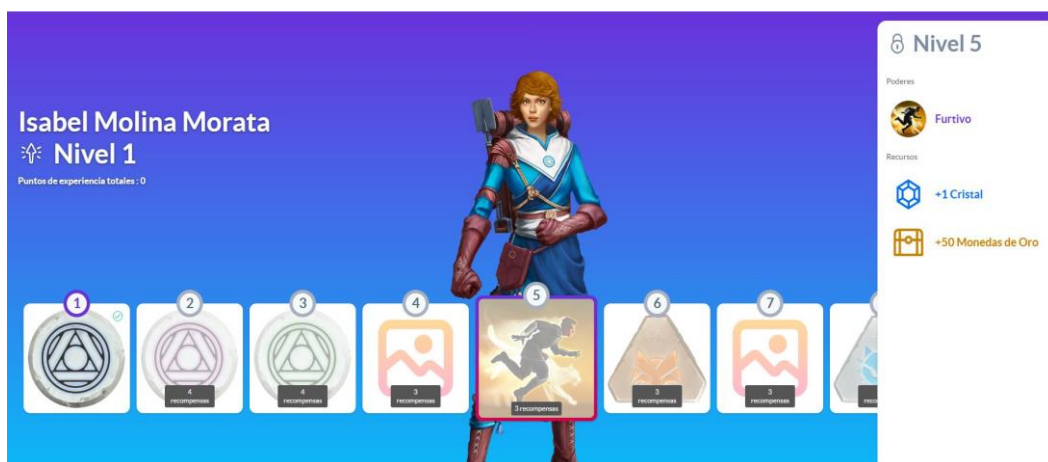 Isabel Molina Morata
Nivel 1
Puntos de experiencia totales : 0
1
2
4
recompensas
3
4
recompensas
4
3
recompensas
5
3 recompensas
6
3
recompensas
7
3
recompensas
Nivel 5
Poderes
Furtivo
Recursos
+1 Cristal
+50 Monedas de Oro